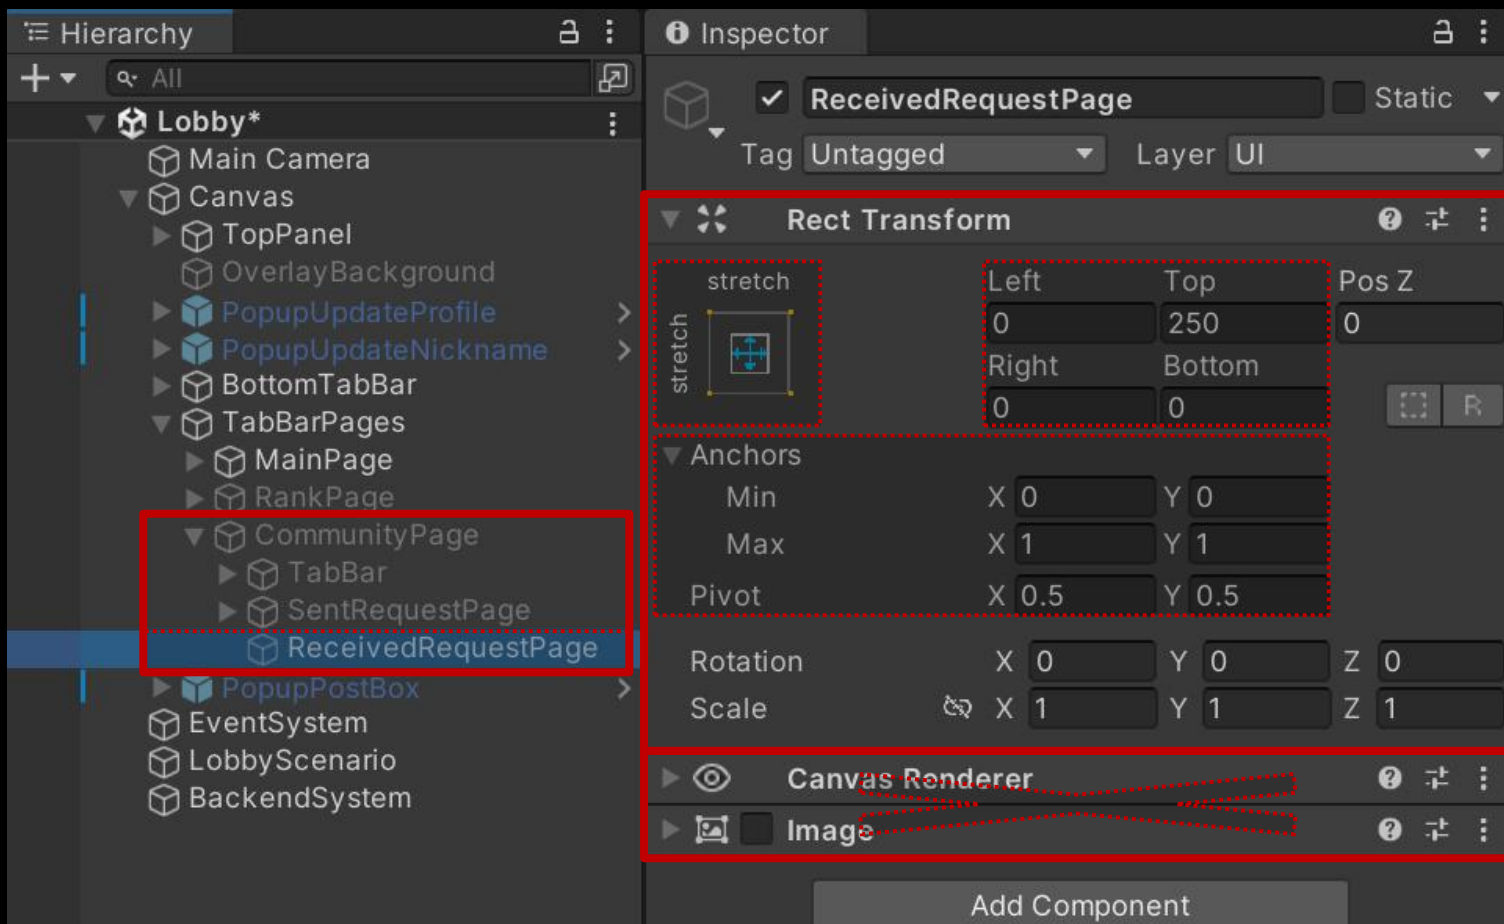 Hierarchy
All
Lobby*
Main Camera
Canvas
TopPanel
OverlayBackground
PopupUpdateProfile
PopupUpdateNickname
BottomTabBar
TabBarPages
MainPage
RankPage
CommunityPage
TabBar
SentRequestPage
ReceivedRequestPage
PopupPostBox
EventSystem
LobbyScenario
BackendSystem
Inspector
ReceivedRequestPage Static
Tag Untagged Layer UI
Rect Transform
stretch
stretch
Left Top Pos Z
0 250 0
Right Bottom
0 0 R
Anchors
Min X 0 Y 0
Max X 1 Y 1
Pivot X 0.5 Y 0.5
Rotation X 0 Y 0 Z 0
Scale X 1 Y 1 Z 1
Canvas Renderer
Image
Add Component